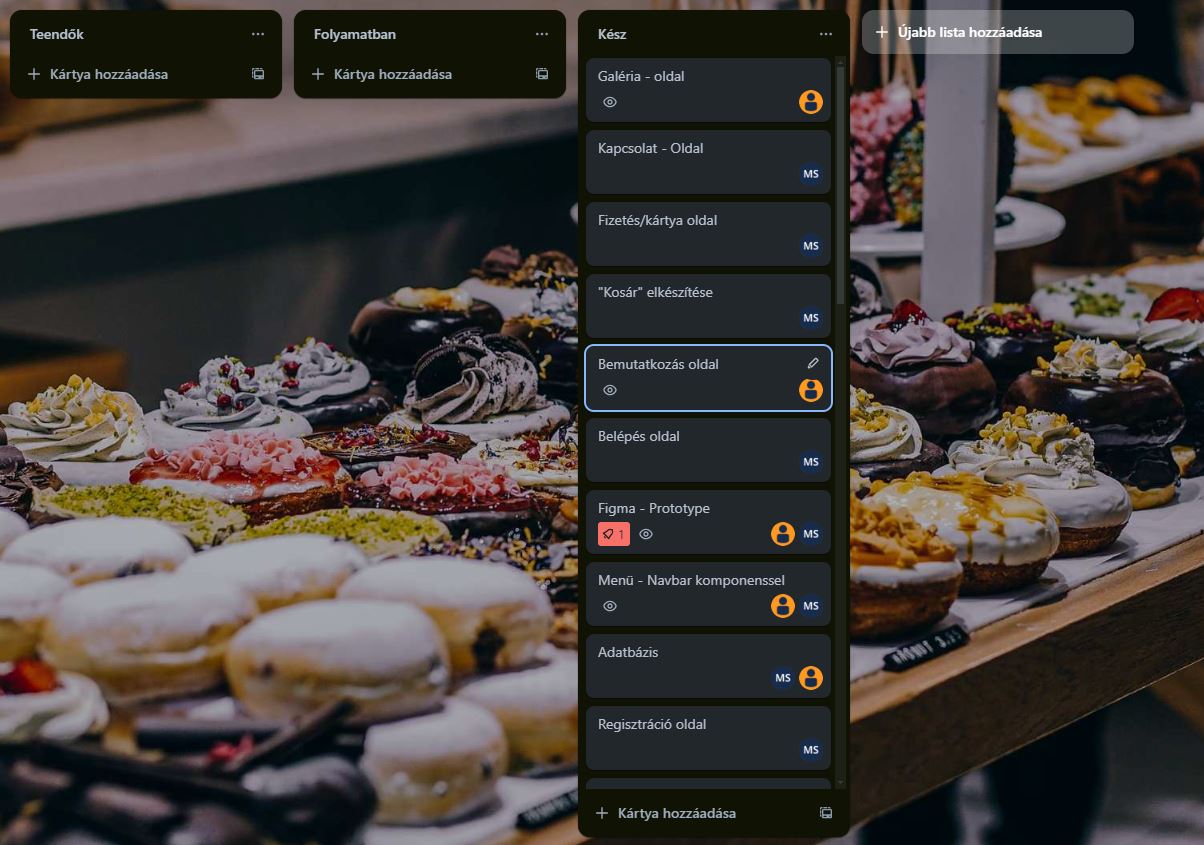 Teendők
Kártya hozzáadása
Folyamatban
Kártya hozzáadása
Kész
Galéria - oldal
Kapcsolat - Oldal
MS
Fizetés/kártya oldal
MS
"Kosár" elkészítése
MS
Bemutatkozás oldal
Belépés oldal
MS
Figma - Prototype
1
MS
Menü - Navbar komponenssel
MS
Adatbázis
MS
Regisztráció oldal
MS
Kártya hozzáadása
Újabb lista hozzáadása